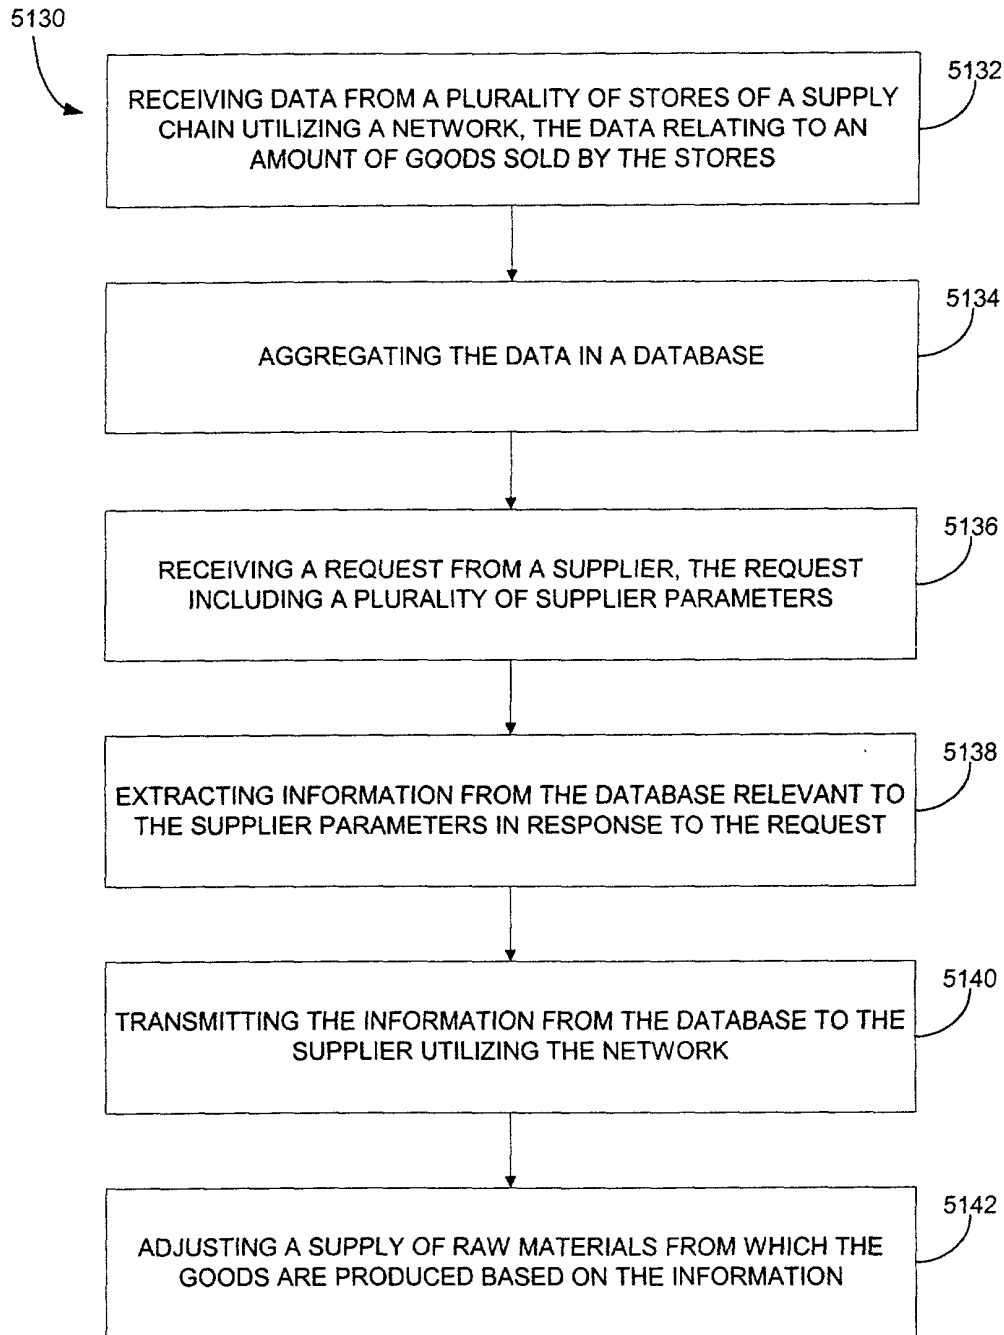 5130
5132
RECEIVING DATA FROM A PLURALITY OF STORES OF A SUPPLY
CHAIN UTILIZING A NETWORK, THE DATA RELATING TO AN
AMOUNT OF GOODS SOLD BY THE STORES
5134
AGGREGATING THE DATA IN A DATABASE
5136
RECEIVING A REQUEST FROM A SUPPLIER, THE REQUEST
INCLUDING A PLURALITY OF SUPPLIER PARAMETERS
5138
EXTRACTING INFORMATION FROM THE DATABASE RELEVANT TO
THE SUPPLIER PARAMETERS IN RESPONSE TO THE REQUEST
5140
TRANSMITTING THE INFORMATION FROM THE DATABASE TO THE
SUPPLIER UTILIZING THE NETWORK
5142
ADJUSTING A SUPPLY OF RAW MATERIALS FROM WHICH THE
GOODS ARE PRODUCED BASED ON THE INFORMATION